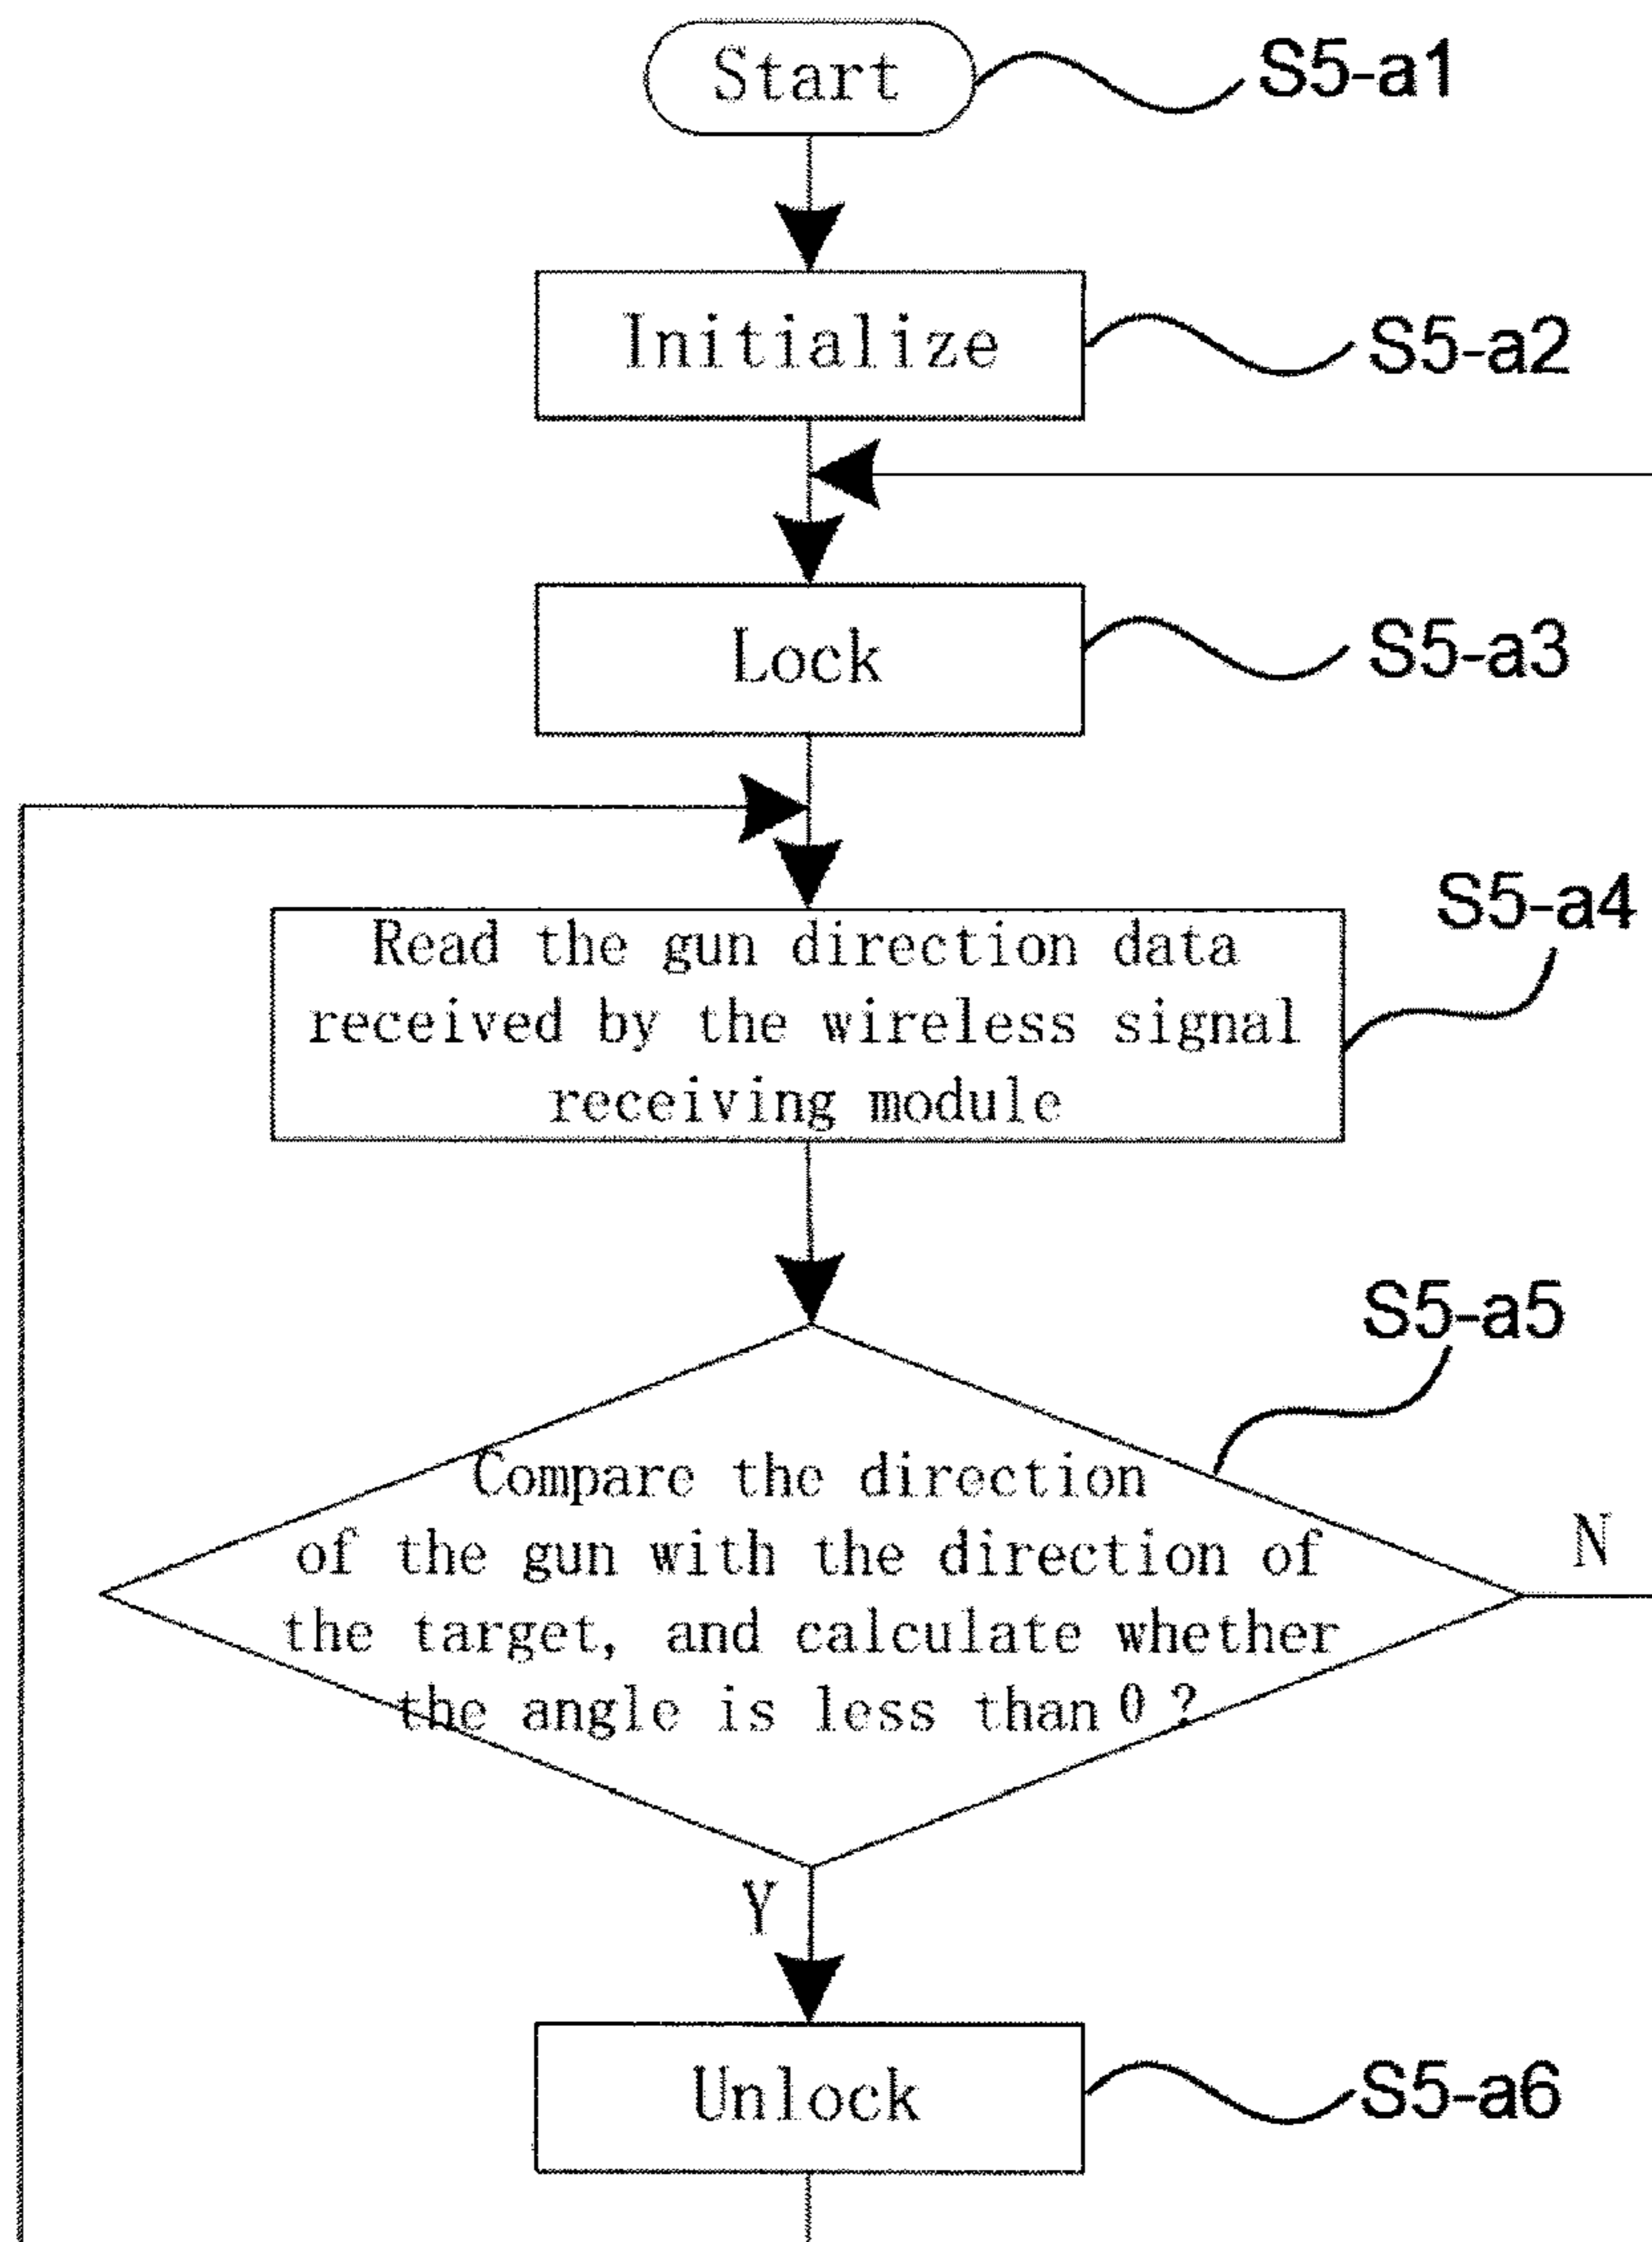 Start
S5-a1
Initialize
S5-a2
Lock
S5-a3
Read the gun direction data
received by the wireless signal
receiving module
S5-a4
Compare the direction
of the gun with the direction of
the target, and calculate whether
the angle is less than θ ?
S5-a5
N
Y
Unlock
S5-a6